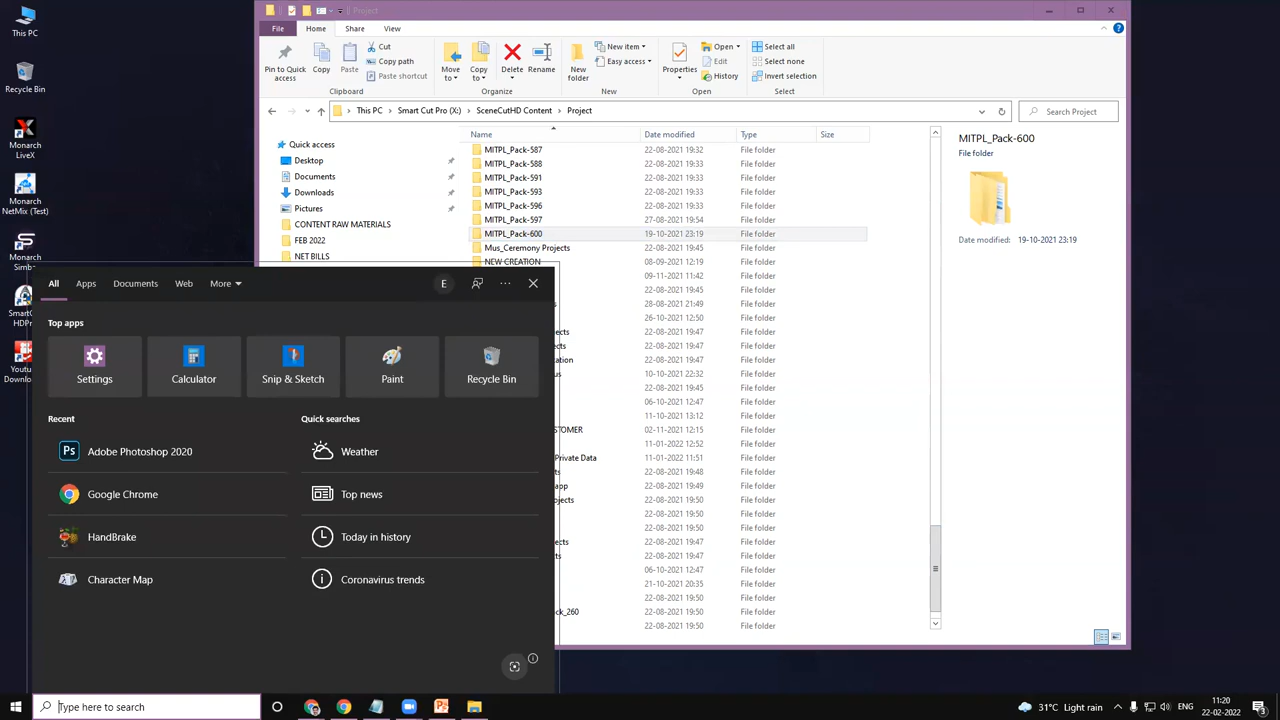 This PC
Recycle Bin
Monarch
LiveX
Monarch
NetMix (Test)
Monarch
Youtu
Downlo
Project
File
Home
Share
View
Pin to Quick
access
Copy
Paste
Cut
Copy path
Paste shortcut
Move
to
Copy
to
Delete
Rename
New
folder
New item
Easy access
Properties
Open
Edit
History
Select all
Select none
Invert selection
Clipboard
Organize
New
Open
Select
This PC > Smart Cut Pro (X:) > SceneCutHD Content > Project
Search Project
Quick access
Desktop
Documents
Downloads
Pictures
CONTENT RAW MATERIALS
FEB 2022
NET BILLS
Name Date modified Type Size
MITPL_Pack-587 22-08-2021 19:32 File folder
MITPL_Pack-588 22-08-2021 19:33 File folder
MITPL_Pack-591 22-08-2021 19:33 File folder
MITPL_Pack-593 22-08-2021 19:33 File folder
MITPL_Pack-596 22-08-2021 19:33 File folder
MITPL_Pack-597 27-08-2021 19:54 File folder
MITPL_Pack-600 19-10-2021 23:19 File folder
Mus_Ceremony Projects 22-08-2021 19:45 File folder
NEW CREATION 08-09-2021 12:19 File folder
09-11-2021 11:42 File folder
22-08-2021 19:45 File folder
28-08-2021 21:49 File folder
26-10-2021 12:50 File folder
22-08-2021 19:47 File folder
22-08-2021 19:47 File folder
22-08-2021 19:47 File folder
10-10-2021 22:32 File folder
22-08-2021 19:45 File folder
06-10-2021 12:47 File folder
11-10-2021 13:12 File folder
STOMER 02-11-2021 12:15 File folder
11-01-2022 12:52 File folder
Private Data 11-01-2022 11:51 File folder
22-08-2021 19:48 File folder
app 22-08-2021 19:49 File folder
22-08-2021 19:50 File folder
22-08-2021 19:50 File folder
22-08-2021 19:50 File folder
22-08-2021 19:47 File folder
22-08-2021 19:47 File folder
06-10-2021 12:47 File folder
21-10-2021 20:35 File folder
22-08-2021 19:50 File folder
ck_260 22-08-2021 19:50 File folder
22-08-2021 19:50 File folder
MITPL_Pack-600
File folder
Date modified: 19-10-2021 23:19
All Apps Documents Web More
E
Top apps
Settings
Calculator
Snip & Sketch
Paint
Recycle Bin
Recent
Adobe Photoshop 2020
Google Chrome
HandBrake
Character Map
Quick searches
Weather
Top news
Today in history
Coronavirus trends
Type here to search
31°C Light rain
ENG
11:20
22-02-2022
3